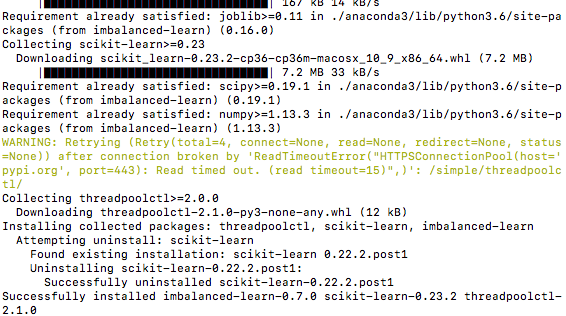 167 kB 14 kB/s
Requirement already satisfied: joblib>=0.11 in ./anaconda3/lib/python3.6/site-pa
ckages (from imbalanced-learn) (0.16.0)
Collecting scikit-learn>=0.23
  Downloading scikit_learn-0.23.2-cp36-cp36m-macosx_10_9_x86_64.whl (7.2 MB)
     |████████████████████████████████| 7.2 MB 33 kB/s
Requirement already satisfied: scipy>=0.19.1 in ./anaconda3/lib/python3.6/site-p
ackages (from imbalanced-learn) (0.19.1)
Requirement already satisfied: numpy>=1.13.3 in ./anaconda3/lib/python3.6/site-p
ackages (from imbalanced-learn) (1.13.3)
WARNING: Retrying (Retry(total=4, connect=None, read=None, redirect=None, status
=None)) after connection broken by 'ReadTimeoutError("HTTPSConnectionPool(host='
pypi.org', port=443): Read timed out. (read timeout=15)",)': /simple/threadpoolc
tl/
Collecting threadpoolctl>=2.0.0
  Downloading threadpoolctl-2.1.0-py3-none-any.whl (12 kB)
Installing collected packages: threadpoolctl, scikit-learn, imbalanced-learn
  Attempting uninstall: scikit-learn
    Found existing installation: scikit-learn 0.22.2.post1
    Uninstalling scikit-learn-0.22.2.post1:
      Successfully uninstalled scikit-learn-0.22.2.post1
Successfully installed imbalanced-learn-0.7.0 scikit-learn-0.23.2 threadpoolctl-
2.1.0